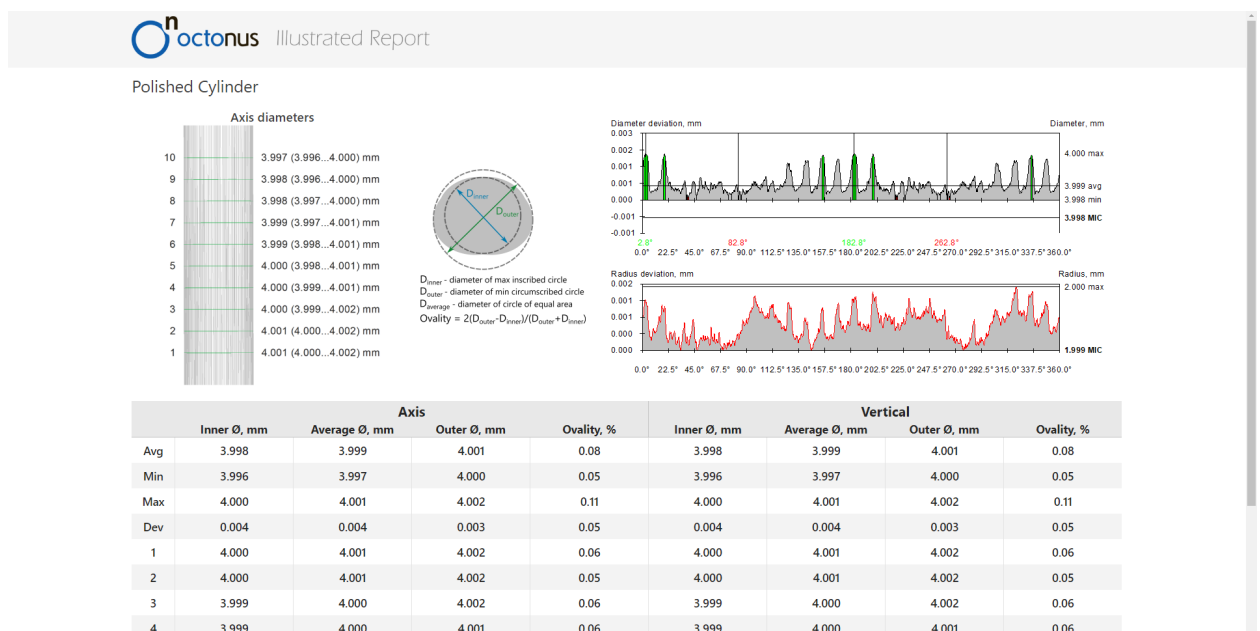 On octonus Illustrated Report
Polished Cylinder
Axis diameters
10 3.997 (3.996...4.000) mm
9 3.998 (3.996...4.000) mm
8 3.998 (3.997...4.000) mm
7 3.999 (3.997...4.001) mm
6 3.999 (3.998...4.001) mm
5 4.000 (3.998...4.001) mm
4 4.000 (3.999...4.001) mm
3 4.000 (3.999...4.002) mm
2 4.001 (4.000...4.002) mm
1 4.001 (4.000...4.002) mm
Dinner
Douter
Dinner - diameter of max inscribed circle
Douter - diameter of min circumscribed circle
Daverage - diameter of circle of equal area
Ovality = 2(Douter-Dinner)/(Douter+Dinner)
Diameter deviation, mm Diameter, mm
0.003
0.002 4.000 max
0.001
0.001 3.999 avg
0.000 3.998 min
-0.001 3.998 MIC
-0.001
2.8° 82.8° 182.8° 262.8°
0.0° 22.5° 45.0° 67.5° 90.0° 112.5° 135.0° 157.5° 180.0° 202.5° 225.0° 247.5° 270.0° 292.5° 315.0° 337.5° 360.0°
Radius deviation, mm Radius, mm
0.002 2.000 max
0.001
0.001
0.000
0.000 1.999 MIC
0.0° 22.5° 45.0° 67.5° 90.0° 112.5° 135.0° 157.5° 180.0° 202.5° 225.0° 247.5° 270.0° 292.5° 315.0° 337.5° 360.0°
Axis Vertical
Inner Ø, mm Average Ø, mm Outer Ø, mm Ovality, % Inner Ø, mm Average Ø, mm Outer Ø, mm Ovality, %
Avg 3.998 3.999 4.001 0.08 3.998 3.999 4.001 0.08
Min 3.996 3.997 4.000 0.05 3.996 3.997 4.000 0.05
Max 4.000 4.001 4.002 0.11 4.000 4.001 4.002 0.11
Dev 0.004 0.004 0.003 0.05 0.004 0.004 0.003 0.05
1 4.000 4.001 4.002 0.06 4.000 4.001 4.002 0.06
2 4.000 4.001 4.002 0.05 4.000 4.001 4.002 0.05
3 3.999 4.000 4.002 0.06 3.999 4.000 4.002 0.06
4 3.999 4.000 4.001 0.06 3.999 4.000 4.001 0.06